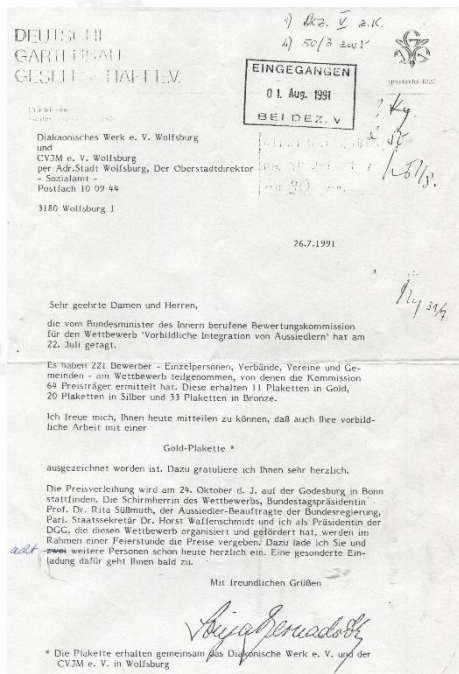 DEUTSCHE
GARTENBAU
GESELLSCHAFT E.V.
1) Dez. V z.K.
2) 50/3 zwV
EINGEGANGEN
01. Aug. 1991
BEI DEZ. V
gegründet 1822
Diakaonisches Werk e. V. Wolfsburg
und
CVJM e. V. Wolfsburg
per Adr.Stadt Wolfsburg, Der Oberstadtdirektor
- Sozialamt -
Postfach 10 09 44
3180 Wolfsburg 1
26.7.1991
Sehr geehrte Damen und Herren,
die vom Bundesminister des Innern berufene Bewertungskommission
für den Wettbewerb 'Vorbildliche Integration von Aussiedlern' hat am
22. Juli getagt.
Es haben 221 Bewerber - Einzelpersonen, Verbände, Vereine und Ge-
meinden - am Wettbewerb teilgenommen, von denen die Kommission
64 Preisträger ermittelt hat. Diese erhalten 11 Plaketten in Gold,
20 Plaketten in Silber und 33 Plaketten in Bronze.
Ich freue mich, Ihnen heute mitteilen zu können, daß auch Ihre vorbild-
liche Arbeit mit einer
Gold-Plakette *
ausgezeichnet worden ist. Dazu gratuliere ich Ihnen sehr herzlich.
Die Preisverleihung wird am 24. Oktober d. J. auf der Godesburg in Bonn
stattfinden. Die Schirmherrin des Wettbewerbs, Bundestagspräsidentin
Prof. Dr. Rita Süßmuth, der Aussiedler-Beauftragte der Bundesregierung,
Parl. Staatssekretär Dr. Horst Waffenschmidt und ich als Präsidentin der
DGG, die diesen Wettbewerb organisiert und gefördert hat, werden im
Rahmen einer Feierstunde die Preise vergeben. Dazu lade ich Sie und
acht zwei weitere Personen schon heute herzlich ein. Eine gesonderte Ein-
ladung dafür geht Ihnen bald zu.
Mit freundlichen Grüßen
Sonja Bernadotte
* Die Plakette erhalten gemeinsam das Diakonische Werk e. V. und der
CVJM e. V. in Wolfsburg